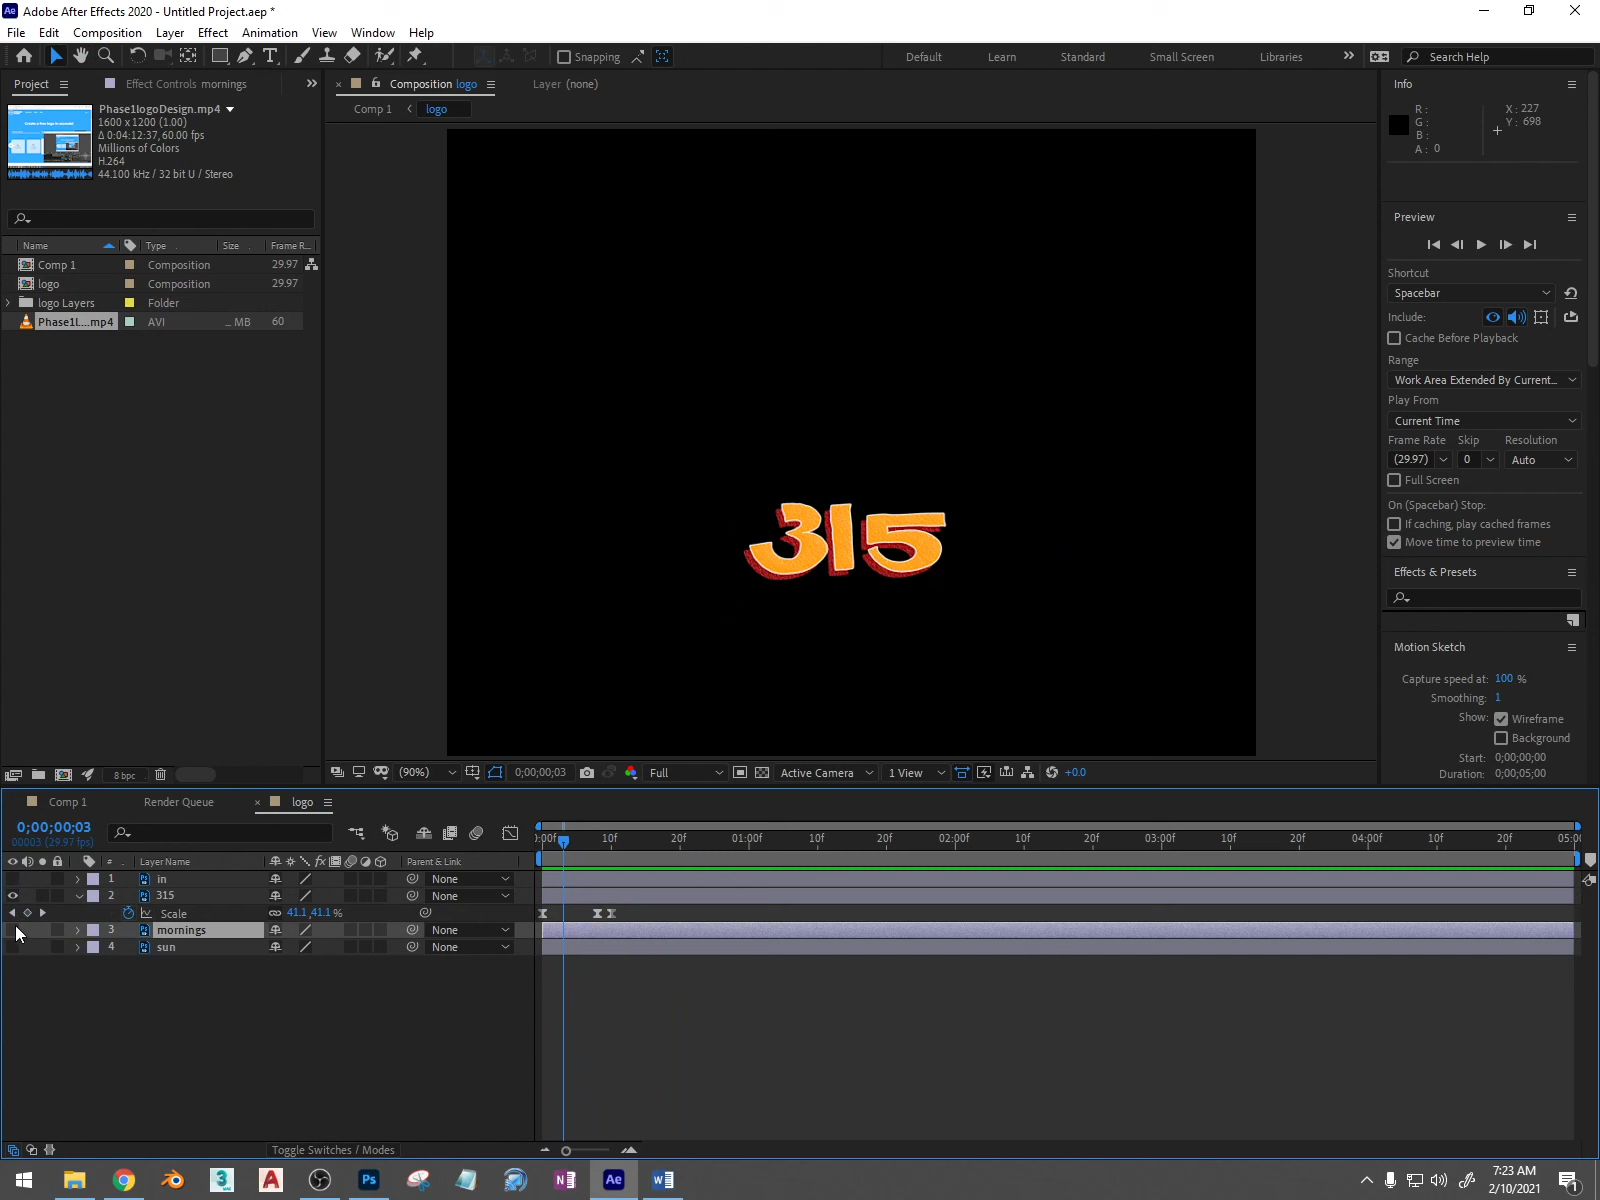 Adobe After Effects 2020 - Untitled Project.aep *
File Edit Composition Layer Effect Animation View Window Help
Snapping Default Learn Standard Small Screen Libraries Search Help
Project Effect Controls mornings
Composition logo Layer (none)
Comp 1 logo
Phase1logoDesign.mp4
1600 x 1200 (1.00)
Δ 0:04:12:37, 60.00 fps
Millions of Colors
H.264
44.100 kHz / 32 bit U / Stereo
Name Type Size Frame R...
Comp 1 Composition 29.97
logo Composition 29.97
logo Layers Folder
Phase1l....mp4 AVI ... MB 60
8 bpc
315
(90%) 0;00;00;03 Full Active Camera 1 View +0.0
Info
R :
G :
B :
A : 0
X : 227
Y : 698
Preview
Shortcut
Spacebar
Include:
Cache Before Playback
Range
Work Area Extended By Current...
Play From
Current Time
Frame Rate Skip Resolution
(29.97) 0 Auto
Full Screen
On (Spacebar) Stop:
If caching, play cached frames
Move time to preview time
Effects & Presets
Motion Sketch
Capture speed at: 100 %
Smoothing: 1
Show: Wireframe
Background
Start: 0;00;00;00
Duration: 0;00;05;00
Comp 1 Render Queue logo
0;00;00;03
00003 (29.97 fps)
:00f 10f 20f 01:00f 10f 20f 02:00f 10f 20f 03:00f 10f 20f 04:00f 10f 20f 05:0
# Layer Name Parent & Link
1 in None
2 315 None
Scale 41.1, 41.1 %
3 mornings None
4 sun None
Toggle Switches / Modes
7:23 AM
2/10/2021